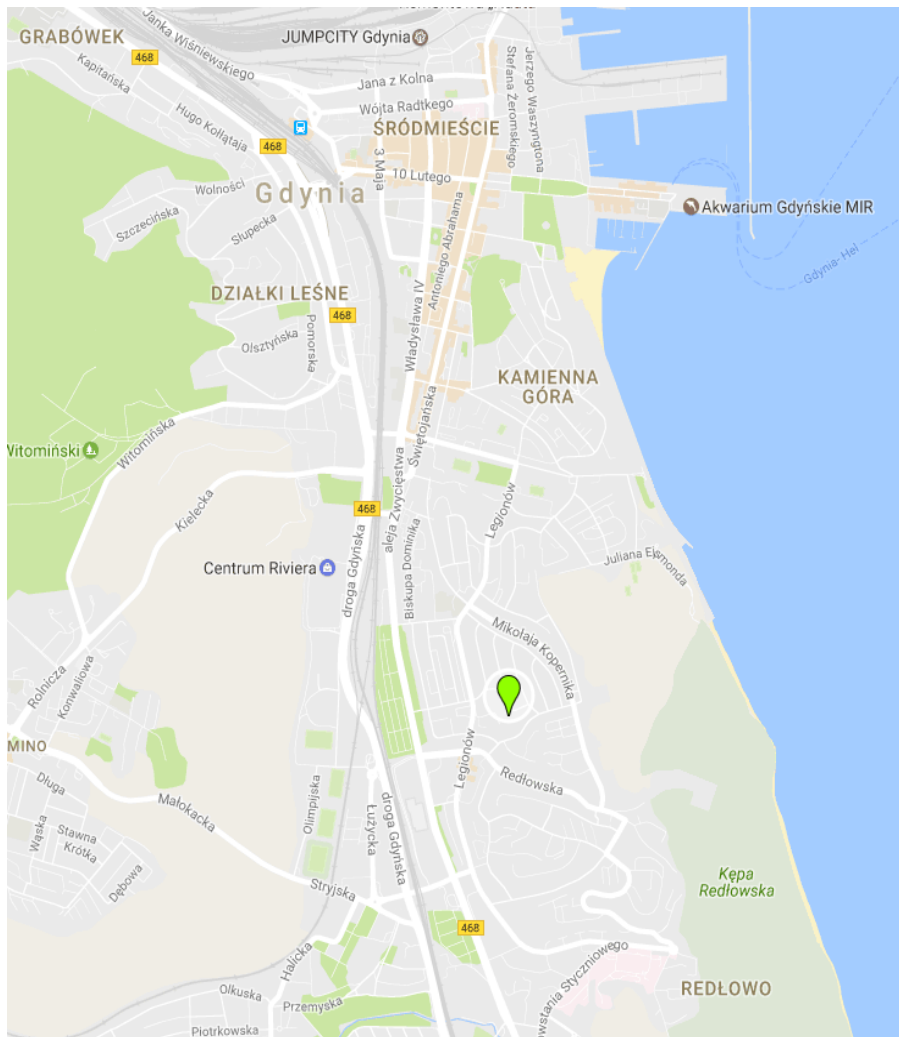 GRABÓWEK
Janka Wiśniewskiego
JUMPCITY Gdynia
468
Kapitańska
Jana z Kolna
Hugo Kołłątaja
Wójta Radtkego
Stefana Żeromskiego
Jerzego Waszyngtona
ŚRÓDMIEŚCIE
468
3 Maja
10 Lutego
Wolności
Gdynia
Akwarium Gdyńskie MIR
Szczecińska
Słupecka
Antoniego Abrahama
Gdynia-Hel
DZIAŁKI LEŚNE
468
Władysława IV
Pomorska
Olsztyńska
KAMIENNA
GÓRA
Świętojańska
Witomiński
Witomińska
Kielecka
468
aleja Zwycięstwa
Legionów
Centrum Riviera
droga Gdyńska
Biskupa Dominika
Juliana Ejsmonda
Mikołaja Kopernika
Rolnicza
Konwaliowa
MINO
Legionów
Redłowska
Długa
Małokacka
Olimpijska
Łużycka
droga Gdyńska
Wąska
Stawna
Krótka
Dębowa
Stryjska
Kępa
Redłowska
468
Halicka
wstania Styczniowego
REDŁOWO
Olkuska
Przemyska
Piotrkowska